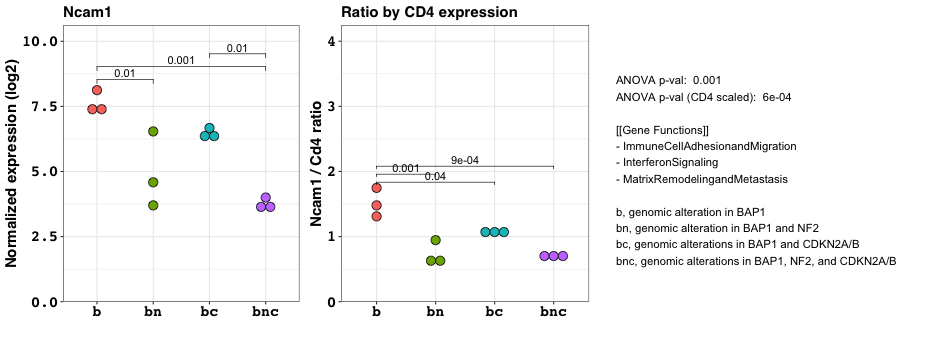 Ncam1
Normalized expression (log2)
10.0
7.5
5.0
2.5
0.0
0.01
0.001
0.01
b
bn
bc
bnc
Ratio by CD4 expression
Ncam1 / Cd4 ratio
4
3
2
1
0
9e-04
0.001
0.04
b
bn
bc
bnc
ANOVA p-val:  0.001
ANOVA p-val (CD4 scaled):  6e-04
[[Gene Functions]]
- ImmuneCellAdhesionandMigration
- InterferonSignaling
- MatrixRemodelingandMetastasis
b, genomic alteration in BAP1
bn, genomic alteration in BAP1 and NF2
bc, genomic alterations in BAP1 and CDKN2A/B
bnc, genomic alterations in BAP1, NF2, and CDKN2A/B